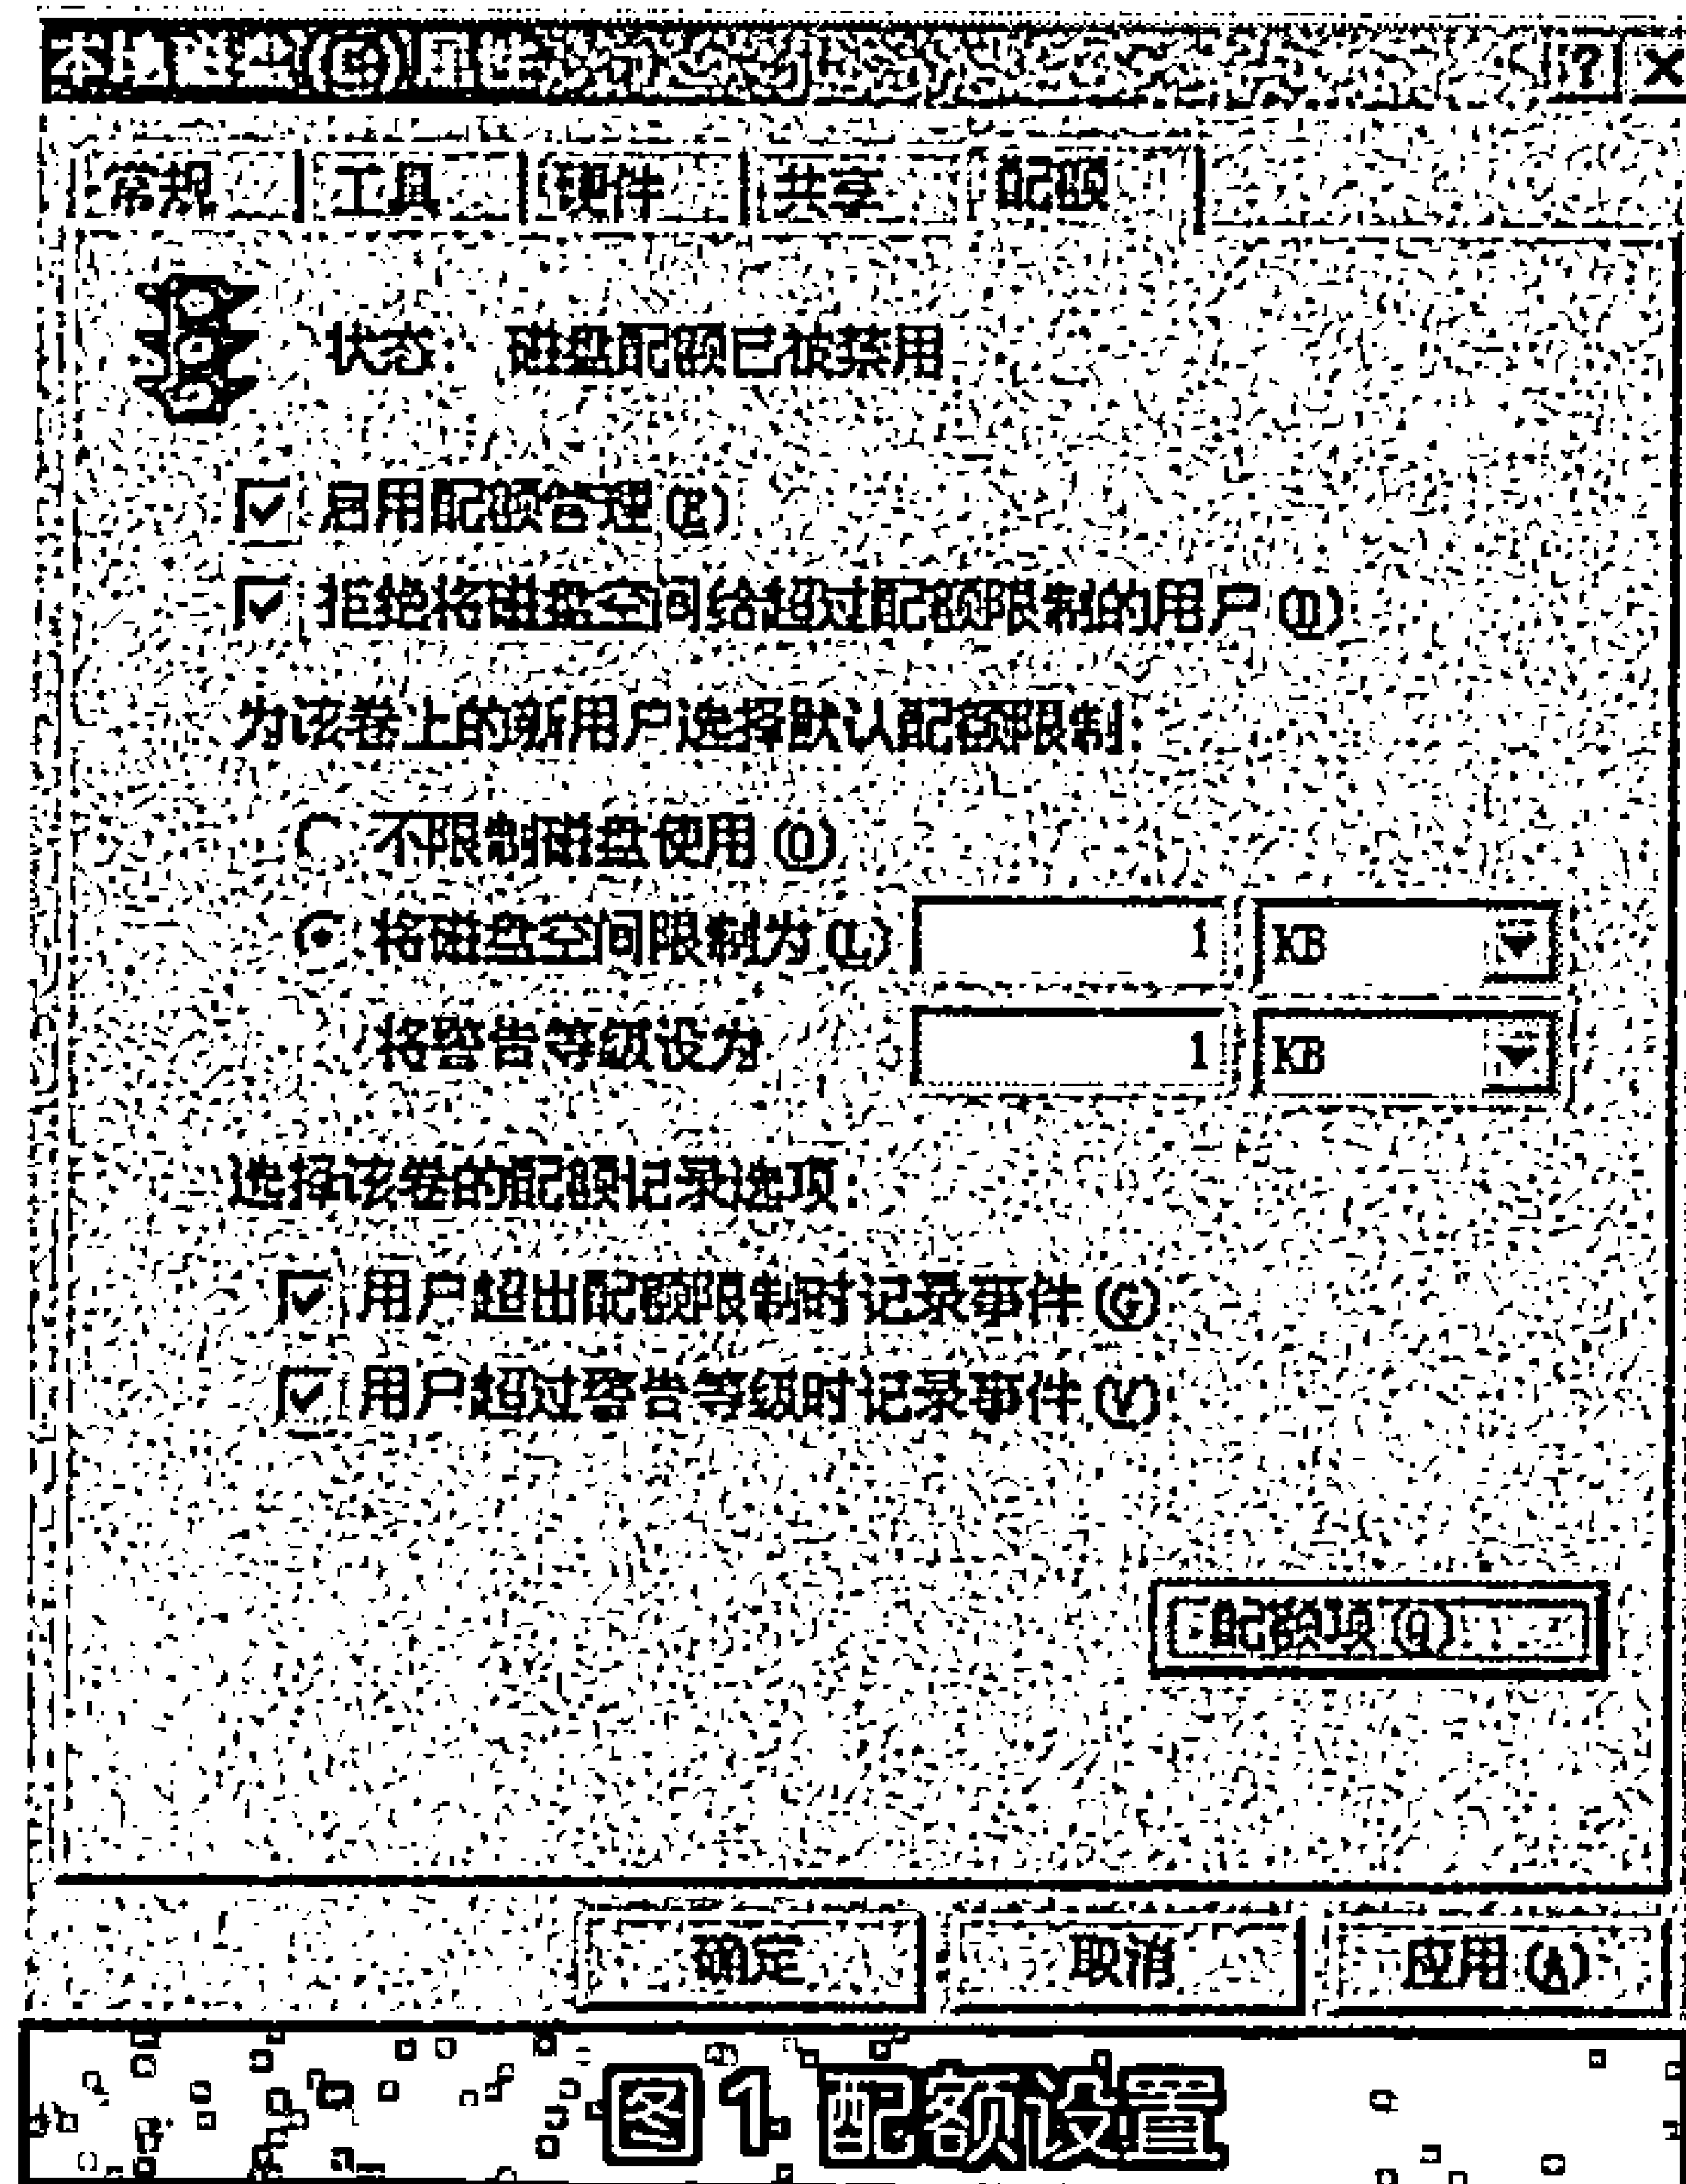 本地磁盘(C)属性 ? ×
常规 工具 硬件 共享 配额
状态: 磁盘配额已被禁用
启用配额管理(E)
拒绝将磁盘空间给超过配额限制的用户(D)
为该卷上的新用户选择默认配额限制:
不限制磁盘使用(O)
将磁盘空间限制为(L) 1 KB
将警告等级设为 1 KB
选择该卷的配额记录选项:
用户超出配额限制时记录事件(G)
用户超过警告等级时记录事件(V)
配额项(Q)
确定 取消 应用(A)
图1 配额设置